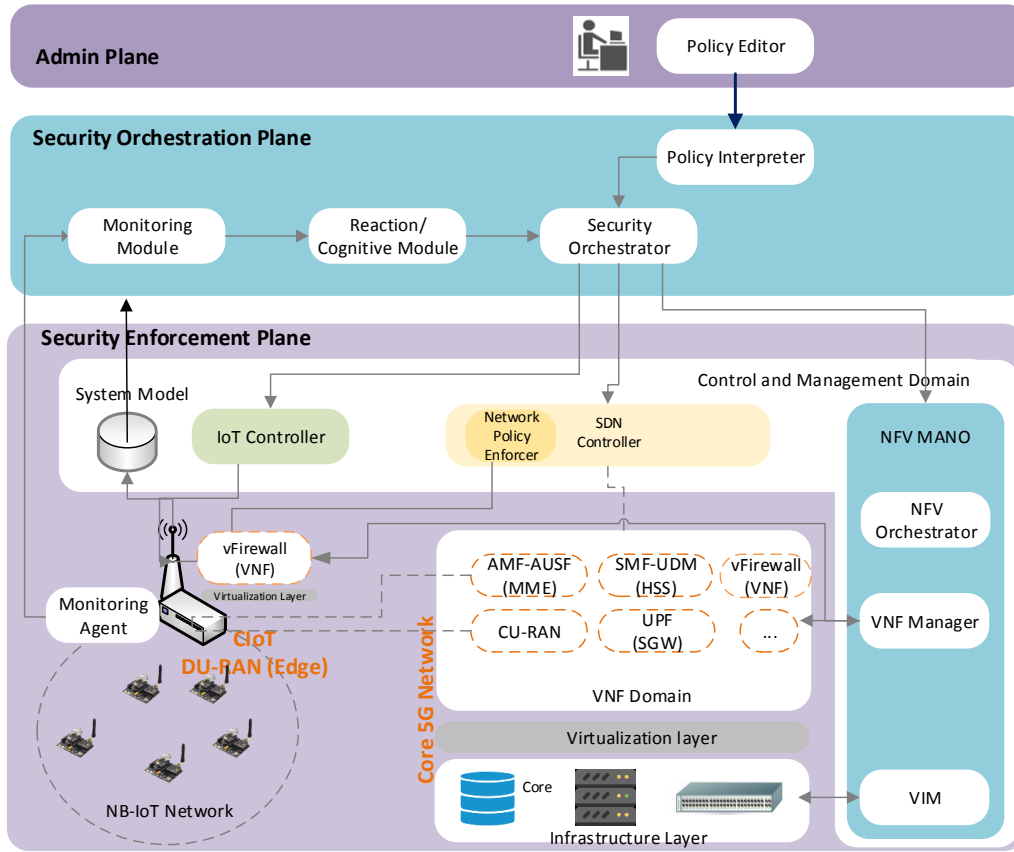 Admin Plane
Policy Editor
Security Orchestration Plane
Policy Interpreter
Monitoring
Module
Reaction/
Cognitive Module
Security
Orchestrator
Security Enforcement Plane
Control and Management Domain
System Model
IoT Controller
Network
Policy
Enforcer
SDN
Controller
NFV MANO
NFV
Orchestrator
vFirewall
(VNF)
Virtualization Layer
AMF-AUSF
(MME)
SMF-UDM
(HSS)
vFirewall
(VNF)
Monitoring
Agent
CIoT
DU-RAN (Edge)
CU-RAN
UPF
(SGW)
...
VNF Manager
VNF Domain
Core 5G Network
Virtualization layer
NB-IoT Network
Core
Infrastructure Layer
VIM